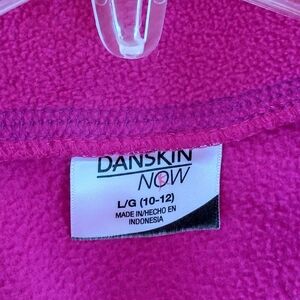 DANSKIN
NOW
L/G (10-12)
MADE IN/HECHO EN
INDONESIA